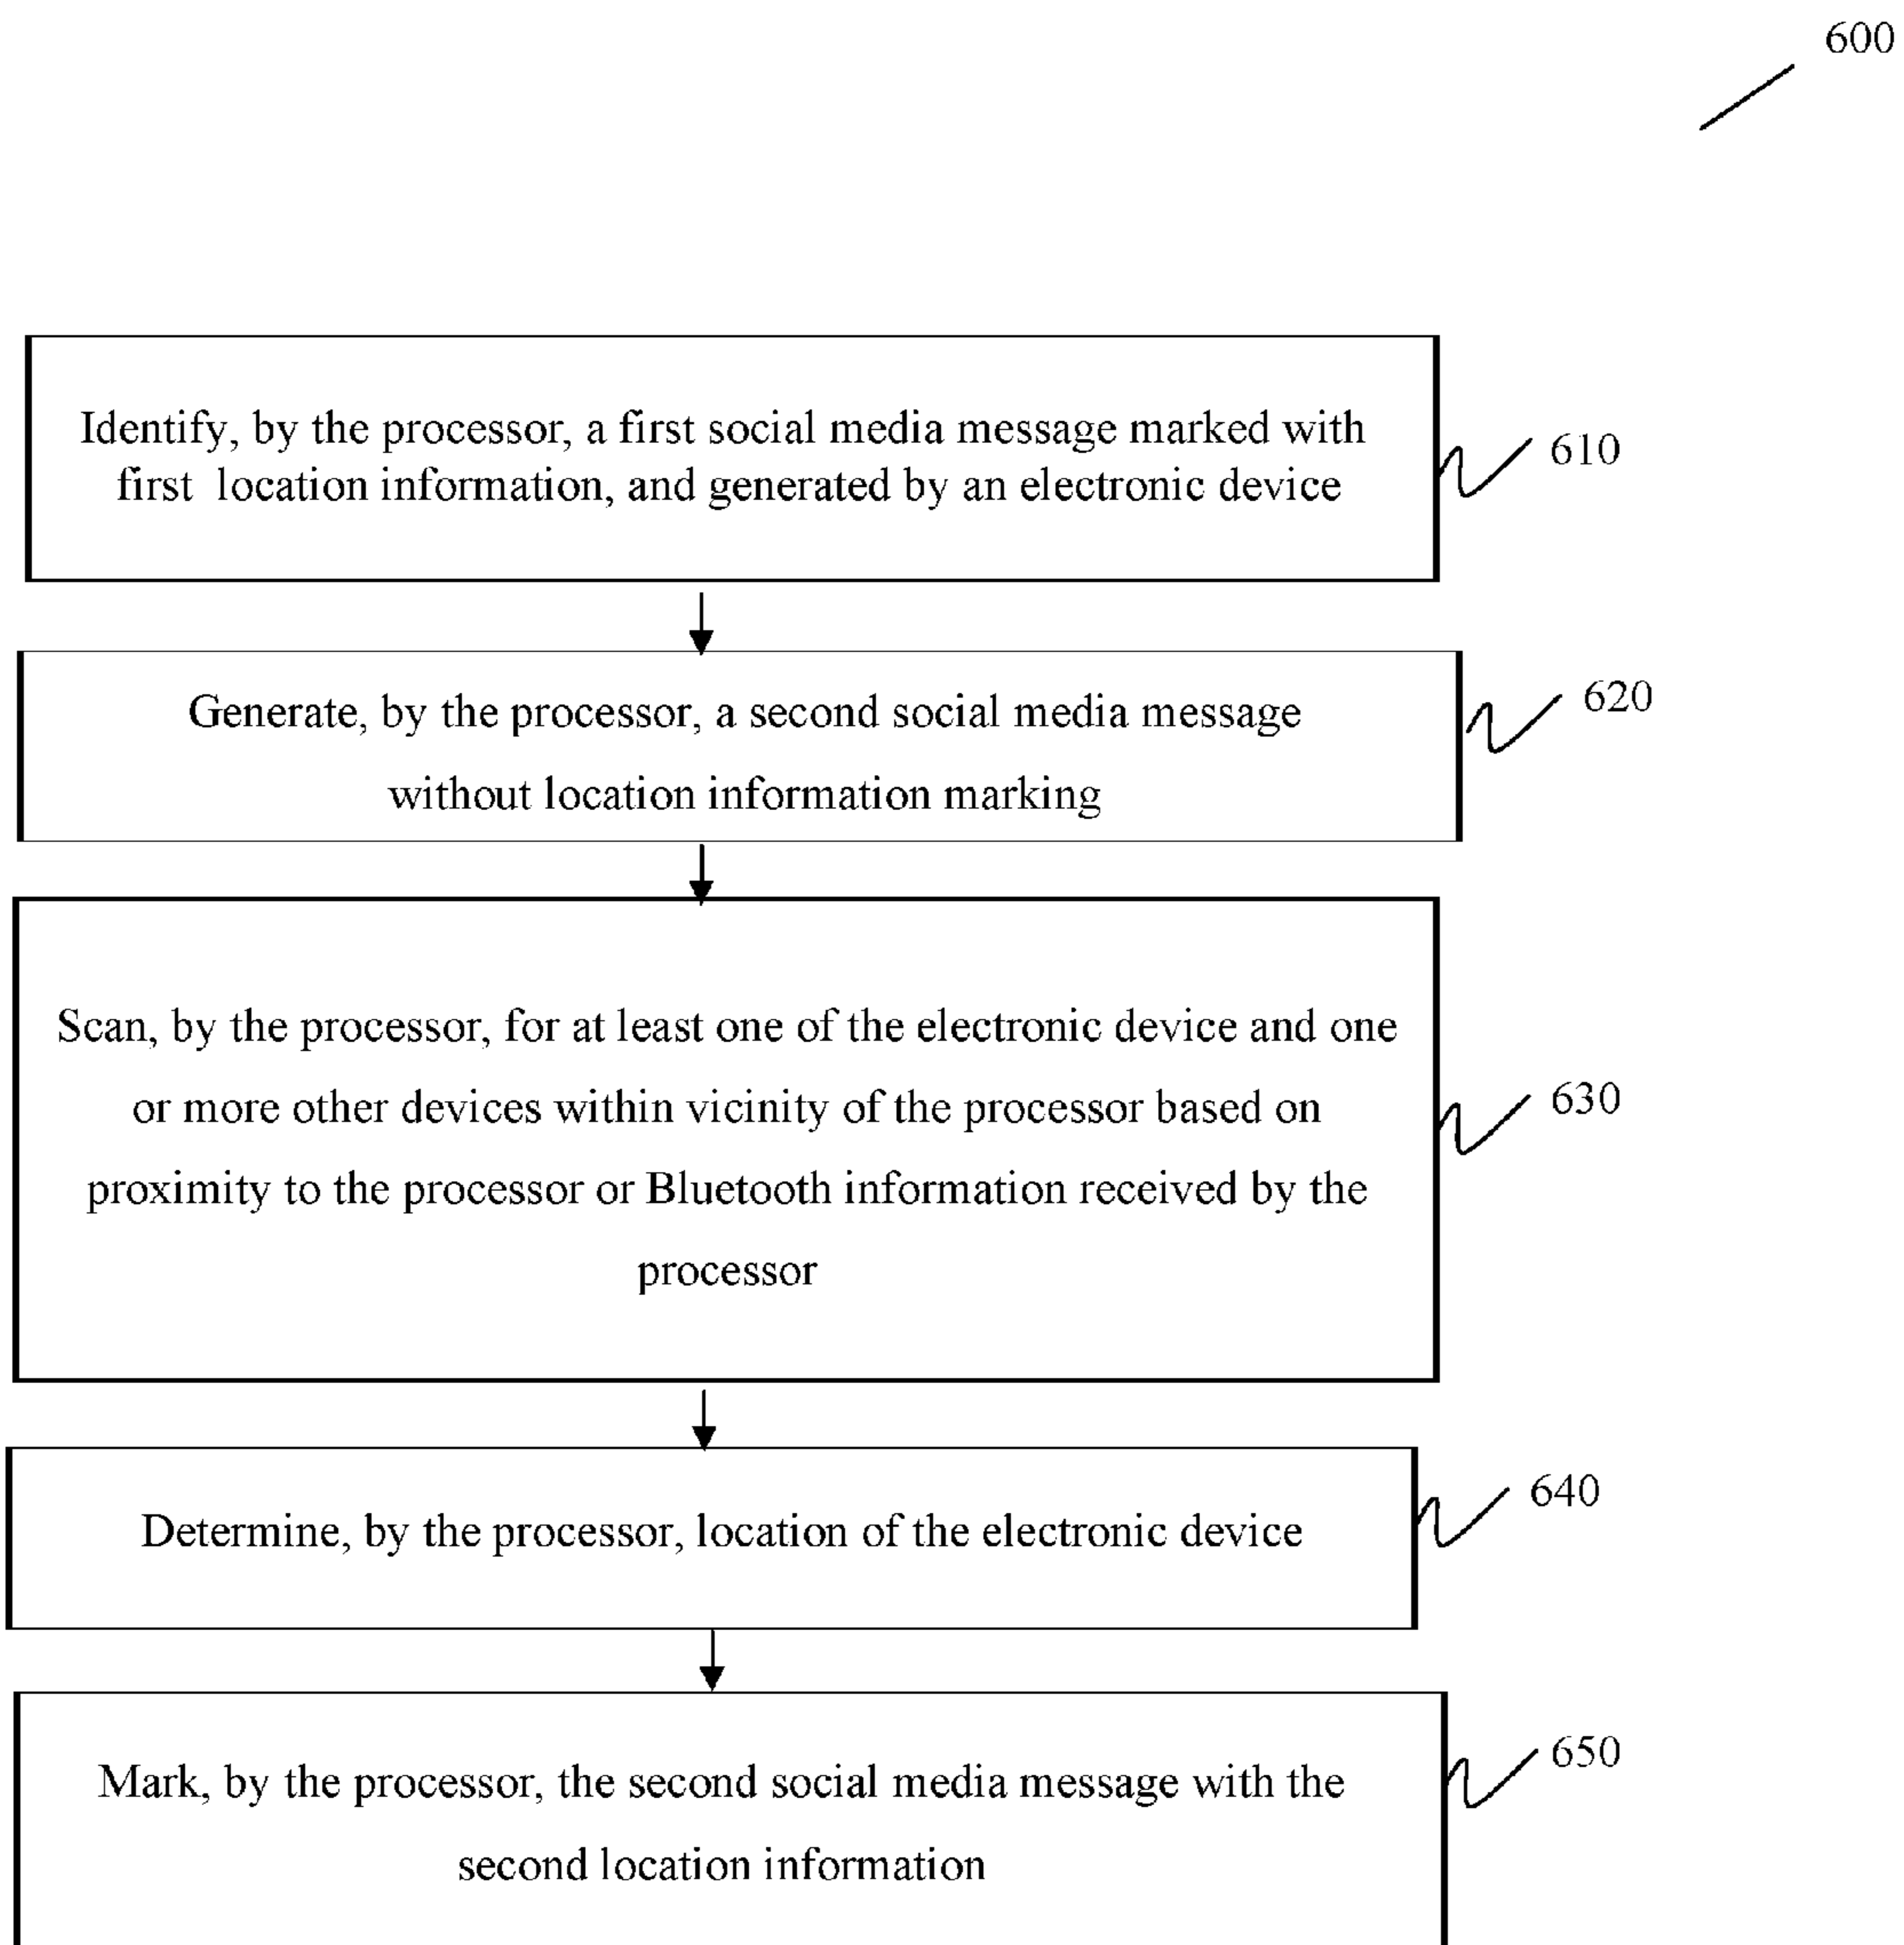 600
Identify, by the processor, a first social media message marked with
first location information, and generated by an electronic device
610
Generate, by the processor, a second social media message
without location information marking
620
Scan, by the processor, for at least one of the electronic device and one
or more other devices within vicinity of the processor based on
proximity to the processor or Bluetooth information received by the
processor
630
Determine, by the processor, location of the electronic device
640
Mark, by the processor, the second social media message with the
second location information
650